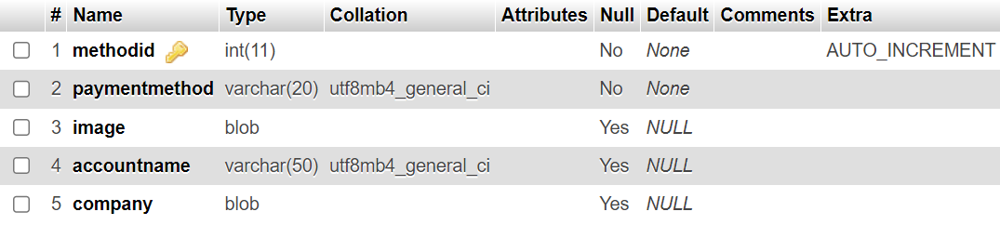 # Name Type Collation Attributes Null Default Comments Extra
1 methodid int(11) No None AUTO_INCREMENT
2 paymentmethod varchar(20) utf8mb4_general_ci No None
3 image blob Yes NULL
4 accountname varchar(50) utf8mb4_general_ci Yes NULL
5 company blob Yes NULL